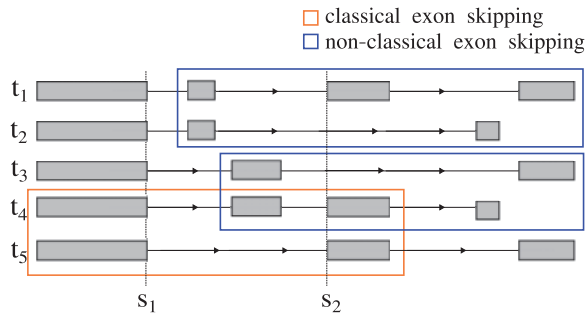 classical exon skipping
non-classical exon skipping
t1
t2
t3
t4
t5
s1 s2